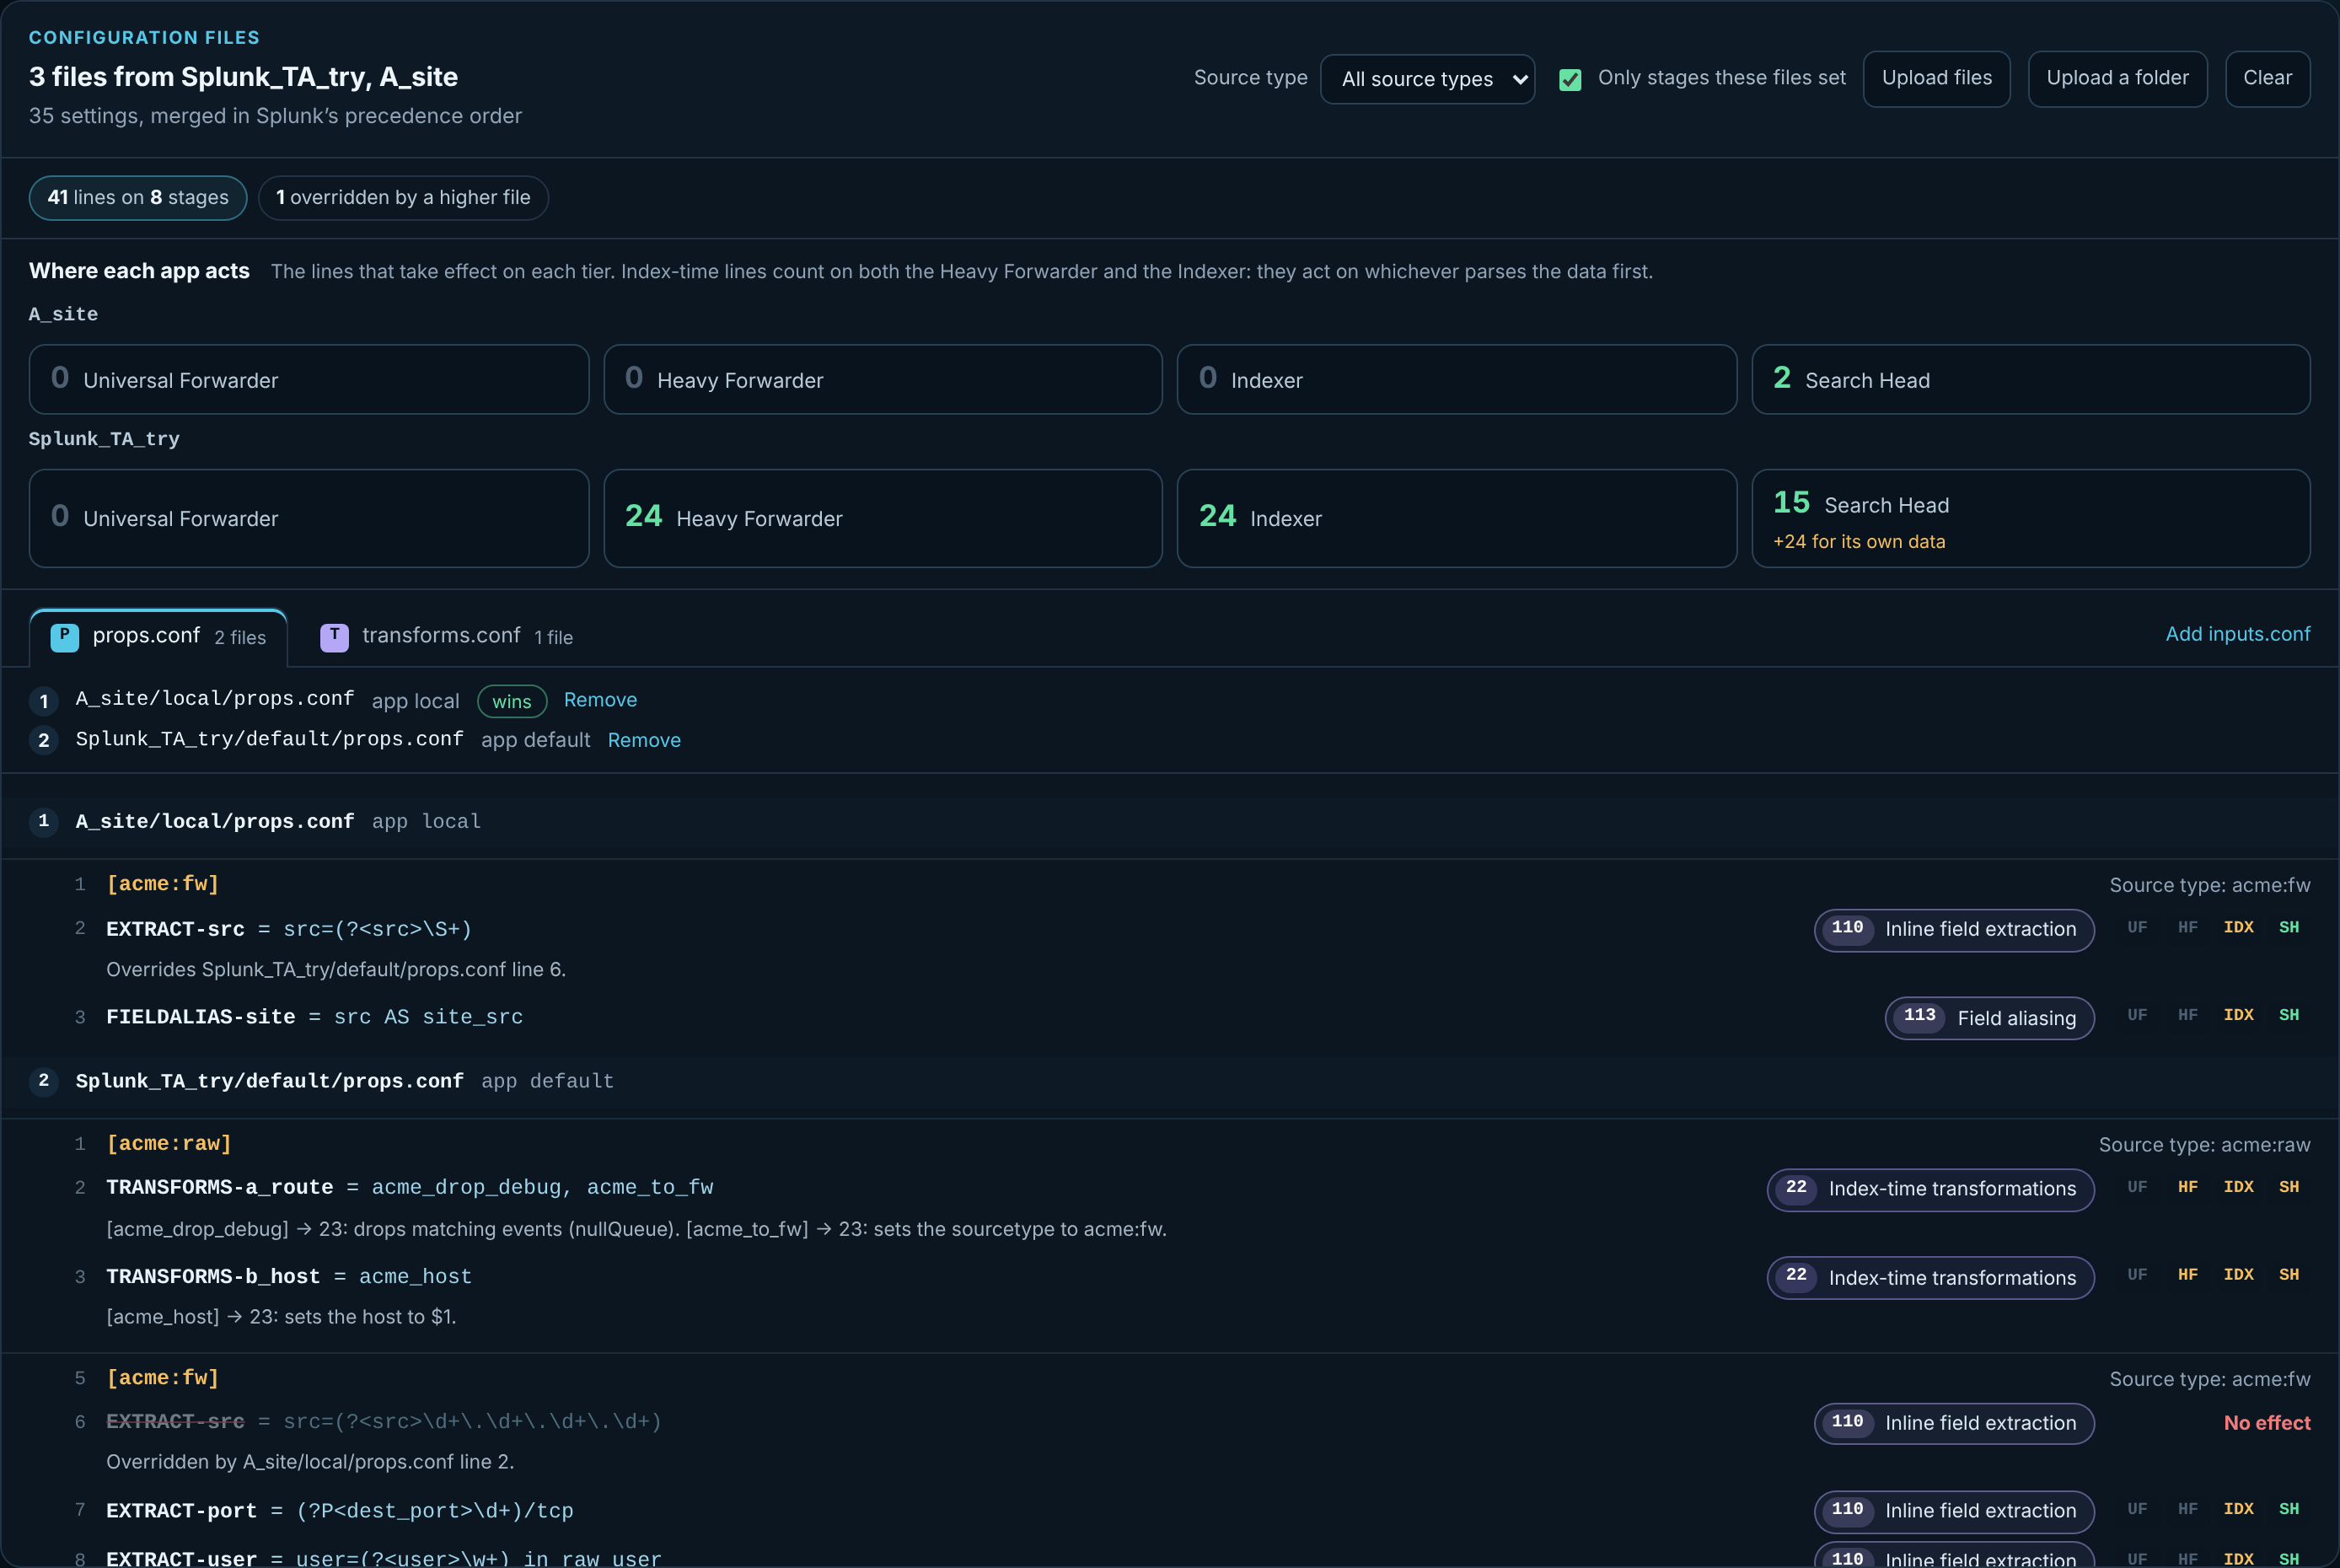 CONFIGURATION FILES
3 files from Splunk_TA_try, A_site
35 settings, merged in Splunk’s precedence order
Source type All source types Only stages these files set Upload files Upload a folder Clear
41 lines on 8 stages 1 overridden by a higher file
Where each app acts The lines that take effect on each tier. Index-time lines count on both the Heavy Forwarder and the Indexer: they act on whichever parses the data first.
A_site
0 Universal Forwarder 0 Heavy Forwarder 0 Indexer 2 Search Head
Splunk_TA_try
0 Universal Forwarder 24 Heavy Forwarder 24 Indexer 15 Search Head
+24 for its own data
P props.conf 2 files T transforms.conf 1 file Add inputs.conf
1 A_site/local/props.conf app local wins Remove
2 Splunk_TA_try/default/props.conf app default Remove
1 A_site/local/props.conf app local
1 [acme:fw] Source type: acme:fw
2 EXTRACT-src = src=(?<src>\S+) 110 Inline field extraction UF HF IDX SH
Overrides Splunk_TA_try/default/props.conf line 6.
3 FIELDALIAS-site = src AS site_src 113 Field aliasing UF HF IDX SH
2 Splunk_TA_try/default/props.conf app default
1 [acme:raw] Source type: acme:raw
2 TRANSFORMS-a_route = acme_drop_debug, acme_to_fw 22 Index-time transformations UF HF IDX SH
[acme_drop_debug] → 23: drops matching events (nullQueue). [acme_to_fw] → 23: sets the sourcetype to acme:fw.
3 TRANSFORMS-b_host = acme_host 22 Index-time transformations UF HF IDX SH
[acme_host] → 23: sets the host to $1.
5 [acme:fw] Source type: acme:fw
6 EXTRACT-src = src=(?<src>\d+\.\d+\.\d+\.\d+) 110 Inline field extraction No effect
Overridden by A_site/local/props.conf line 2.
7 EXTRACT-port = (?P<dest_port>\d+)/tcp 110 Inline field extraction UF HF IDX SH
8 EXTRACT-user = user=(?<user>\w+) in raw_user 110 Inline field extraction UF HF IDX SH